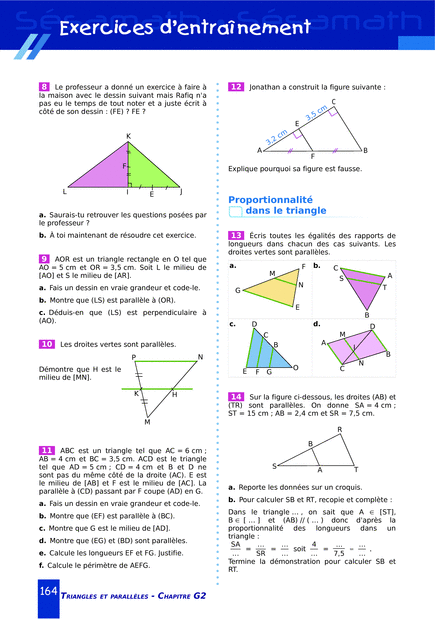 Exercices d'entraînement
8 Le professeur a donné un exercice à faire à
la maison avec le dessin suivant mais Rafiq n'a
pas eu le temps de tout noter et a juste écrit à
côté de son dessin : (FE) ? FE ?
K
F
L
I
E
J
a. Saurais-tu retrouver les questions posées par
le professeur ?
b. À toi maintenant de résoudre cet exercice.
9 AOR est un triangle rectangle en O tel que
AO = 5 cm et OR = 3,5 cm. Soit L le milieu de
[AO] et S le milieu de [AR].
a. Fais un dessin en vraie grandeur et code-le.
b. Montre que (LS) est parallèle à (OR).
c. Déduis-en que (LS) est perpendiculaire à
(AO).
10 Les droites vertes sont parallèles.
Démontre que H est le
milieu de [MN].
P
N
K
H
M
11 ABC est un triangle tel que AC = 6 cm ;
AB = 4 cm et BC = 3,5 cm. ACD est le triangle
tel que AD = 5 cm ; CD = 4 cm et B et D ne
sont pas du même côté de la droite (AC). E est
le milieu de [AB] et F est le milieu de [AC]. La
parallèle à (CD) passant par F coupe (AD) en G.
a. Fais un dessin en vraie grandeur et code-le.
b. Montre que (EF) est parallèle à (BC).
c. Montre que G est le milieu de [AD].
d. Montre que (EG) et (BD) sont parallèles.
e. Calcule les longueurs EF et FG. Justifie.
f. Calcule le périmètre de AEFG.
12 Jonathan a construit la figure suivante :
C
3,5 cm
E
3,2 cm
A
F
B
Explique pourquoi sa figure est fausse.
Proportionnalité
dans le triangle
13 Écris toutes les égalités des rapports de
longueurs dans chacun des cas suivants. Les
droites vertes sont parallèles.
a.
F
M
N
G
E
b.
C
S
A
T
B
c.
D
C
B
E
F
G
O
d.
D
M
A
I
B
C
N
14 Sur la figure ci-dessous, les droites (AB) et
(TR) sont parallèles. On donne SA = 4 cm ;
ST = 15 cm ; AB = 2,4 cm et SR = 7,5 cm.
R
B
S
A
T
a. Reporte les données sur un croquis.
b. Pour calculer SB et RT, recopie et complète :
Dans le triangle ... , on sait que A ∈ [ST],
B ∈ [ ... ] et (AB) // ( ... ) donc d'après la
proportionnalité des longueurs dans un
triangle :
SA/... = .../SR = .../... soit 4/... = .../7,5 = .../... .
Termine la démonstration pour calculer SB et
RT.
164 TRIANGLES ET PARALLÈLES - CHAPITRE G2